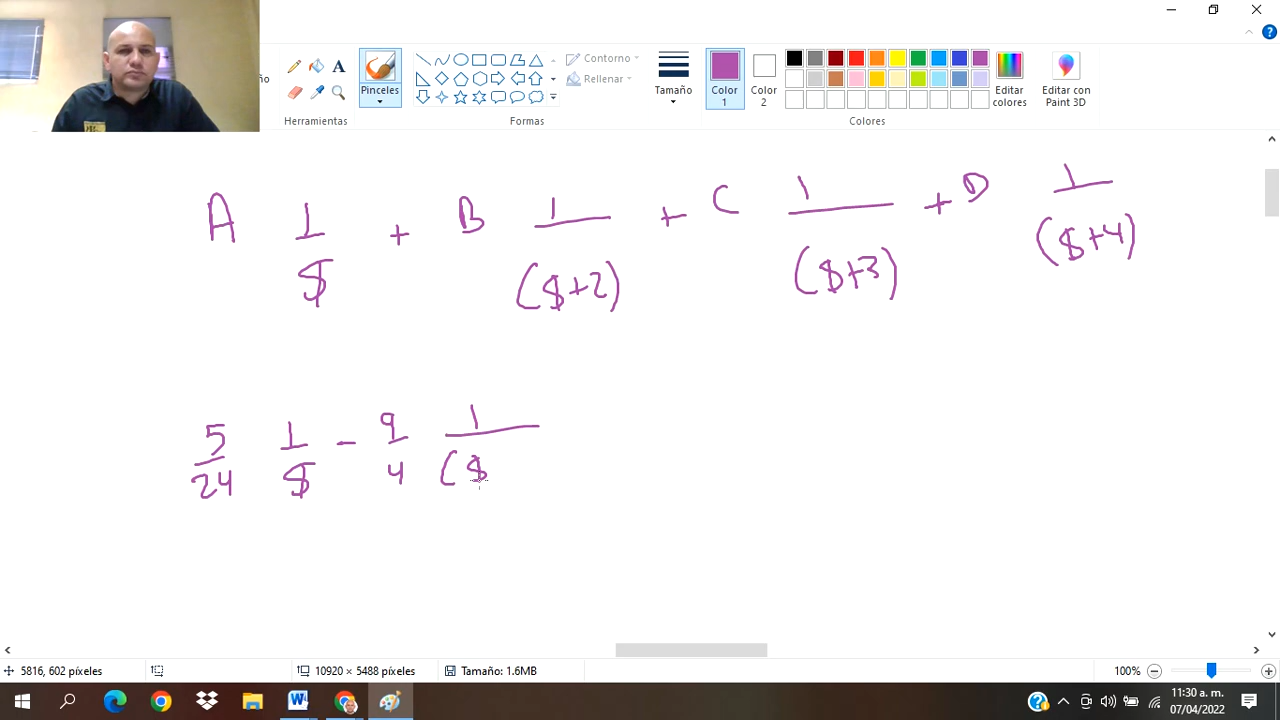 ño
Herramientas
Pinceles
Formas
Contorno
Rellenar
Tamaño
Color 1
Color 2
Editar colores
Editar con Paint 3D
Colores
A 1/$ + B 1/($+2) + C 1/($+3) + D 1/($+4)
5/24 1/$ - 9/4 1/($
5816, 602 píxeles
10920 × 5488 píxeles
Tamaño: 1.6MB
100%
11:30 a. m.
07/04/2022